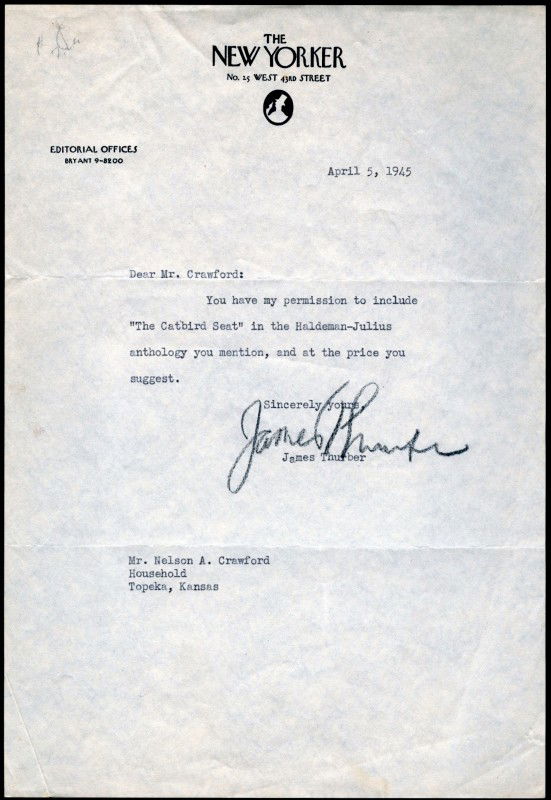 THE
NEW YORKER
No. 25 WEST 43RD STREET
EDITORIAL OFFICES
BRYANT 9-8200
April 5, 1945
Dear Mr. Crawford:
You have my permission to include
"The Catbird Seat" in the Haldeman-Julius
anthology you mention, and at the price you
suggest.
Sincerely yours,
James Thurber
James Thurber
Mr. Nelson A. Crawford
Household
Topeka, Kansas